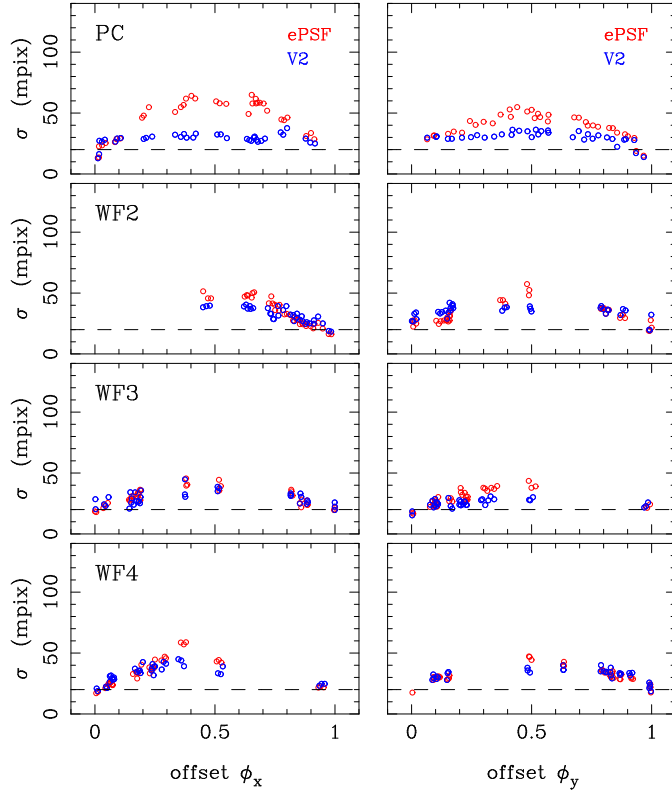 PC
ePSF
V2
ePSF
V2
σ (mpix)
0
50
100
WF2
σ (mpix)
0
50
100
WF3
σ (mpix)
0
50
100
WF4
σ (mpix)
0
50
100
0 0.5 1
0 0.5 1
offset ϕx
offset ϕy